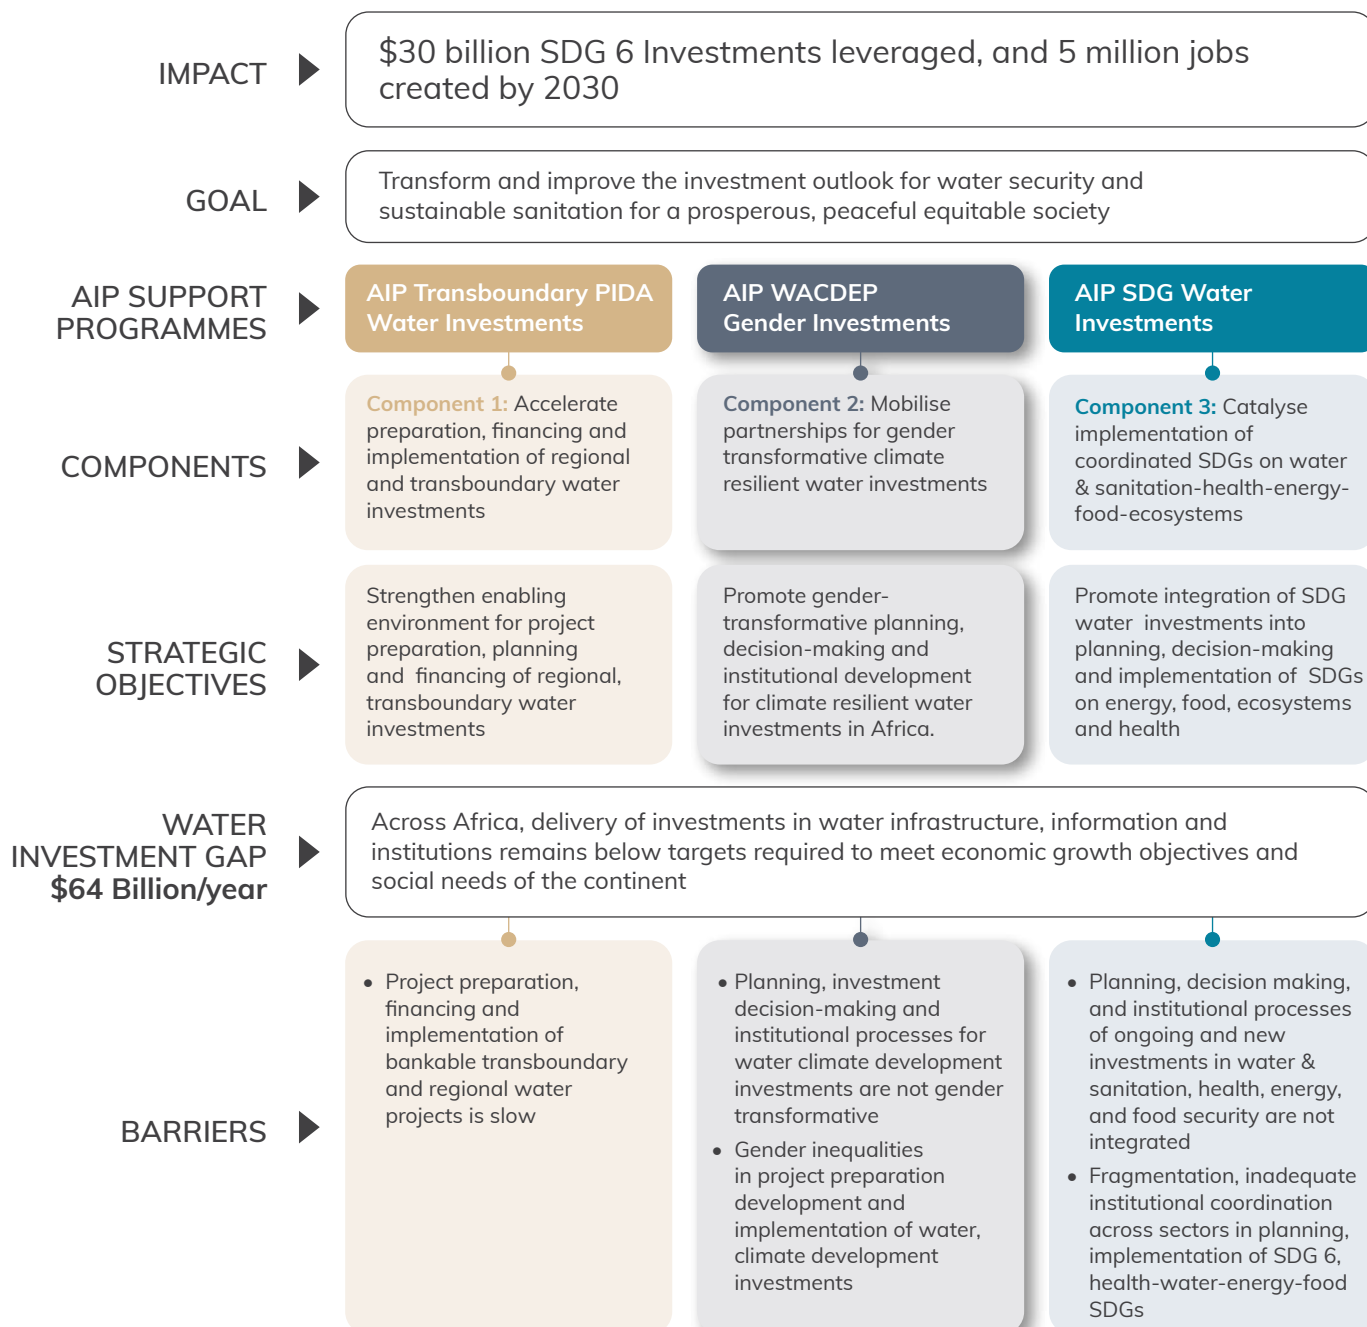 IMPACT
$30 billion SDG 6 Investments leveraged, and 5 million jobs
created by 2030
GOAL
Transform and improve the investment outlook for water security and
sustainable sanitation for a prosperous, peaceful equitable society
AIP SUPPORT
PROGRAMMES
AIP Transboundary PIDA
Water Investments
AIP WACDEP
Gender Investments
AIP SDG Water
Investments
COMPONENTS
Component 1: Accelerate
preparation, financing and
implementation of regional
and transboundary water
investments
Component 2: Mobilise
partnerships for gender
transformative climate
resilient water investments
Component 3: Catalyse
implementation of
coordinated SDGs on water
& sanitation-health-energy-
food-ecosystems
STRATEGIC
OBJECTIVES
Strengthen enabling
environment for project
preparation, planning
and financing of regional,
transboundary water
investments
Promote gender-
transformative planning,
decision-making and
institutional development
for climate resilient water
investments in Africa.
Promote integration of SDG
water investments into
planning, decision-making
and implementation of SDGs
on energy, food, ecosystems
and health
WATER
INVESTMENT GAP
$64 Billion/year
Across Africa, delivery of investments in water infrastructure, information and
institutions remains below targets required to meet economic growth objectives and
social needs of the continent
BARRIERS
• Project preparation,
financing and
implementation of
bankable transboundary
and regional water
projects is slow
• Planning, investment
decision-making and
institutional processes for
water climate development
investments are not gender
transformative
• Gender inequalities
in project preparation
development and
implementation of water,
climate development
investments
• Planning, decision making,
and institutional processes
of ongoing and new
investments in water &
sanitation, health, energy,
and food security are not
integrated
• Fragmentation, inadequate
institutional coordination
across sectors in planning,
implementation of SDG 6,
health-water-energy-food
SDGs